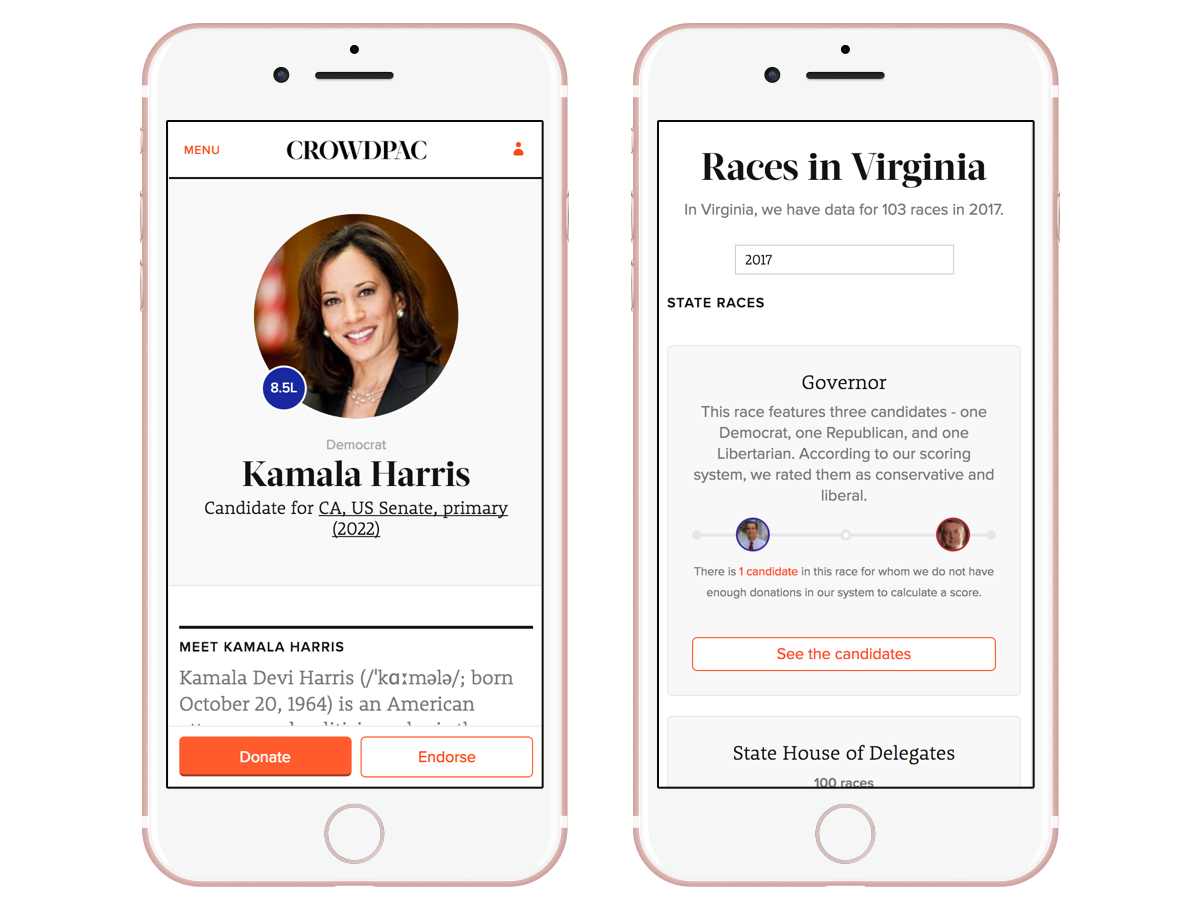 MENU
CROWDPAC
8.5L
Democrat
Kamala Harris
Candidate for CA, US Senate, primary
(2022)
MEET KAMALA HARRIS
Kamala Devi Harris (/ˈkɑːmələ/; born
October 20, 1964) is an American
Donate
Endorse
Races in Virginia
In Virginia, we have data for 103 races in 2017.
2017
STATE RACES
Governor
This race features three candidates - one
Democrat, one Republican, and one
Libertarian. According to our scoring
system, we rated them as conservative and
liberal.
There is 1 candidate in this race for whom we do not have
enough donations in our system to calculate a score.
See the candidates
State House of Delegates
100 races